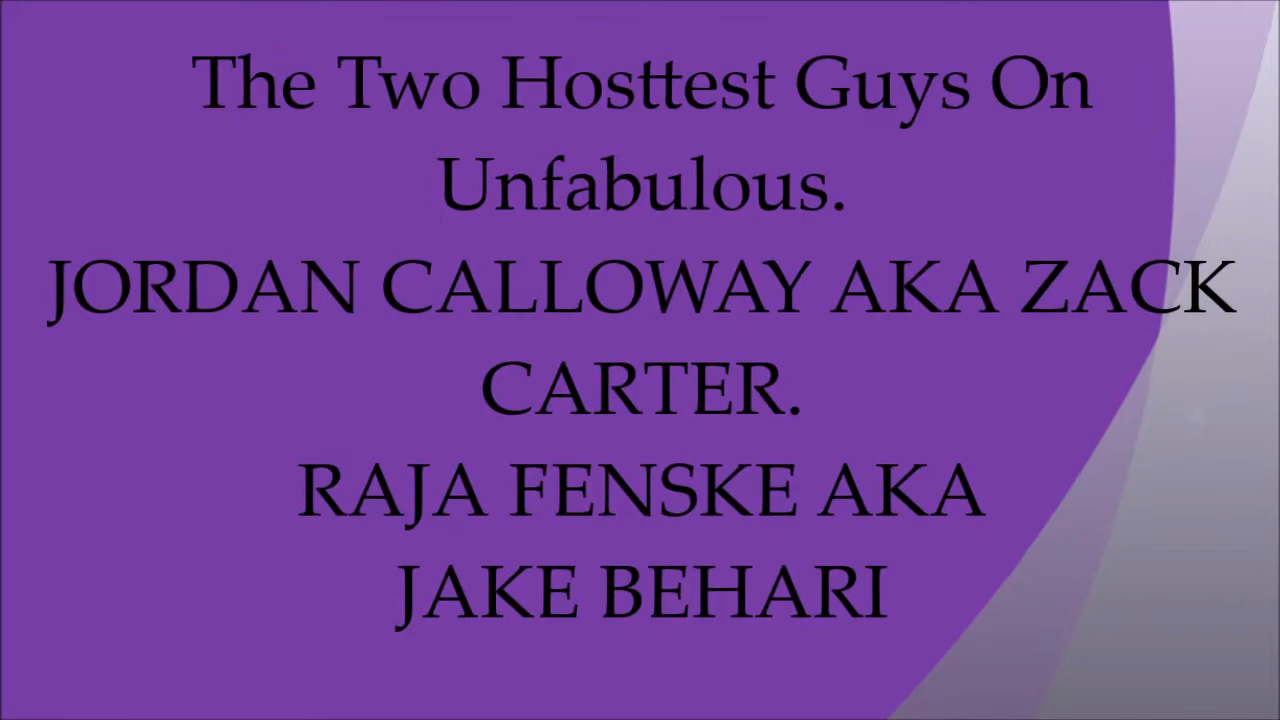 The Two Hosttest Guys On
Unfabulous.
JORDAN CALLOWAY AKA ZACK
CARTER.
RAJA FENSKE AKA
JAKE BEHARI